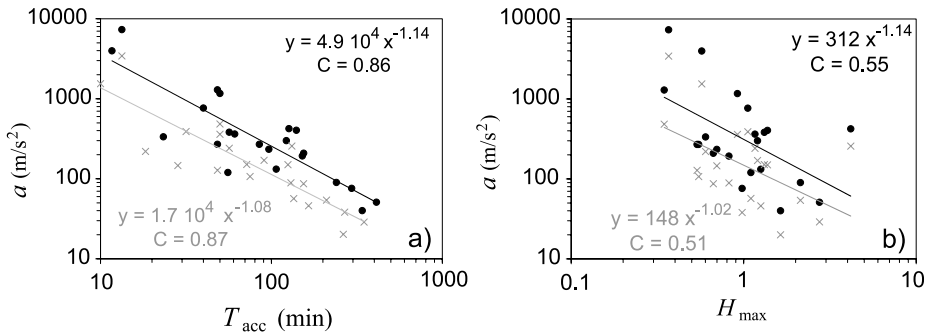 10000
1000
100
10
a (m/s²)
y = 4.9 10⁴ x⁻¹·¹⁴
C = 0.86
y = 1.7 10⁴ x⁻¹·⁰⁸
C = 0.87
a)
10 100 1000
T acc (min)
10000
1000
100
10
a (m/s²)
y = 312 x⁻¹·¹⁴
C = 0.55
y = 148 x⁻¹·⁰²
C = 0.51
b)
0.1 1 10
H max